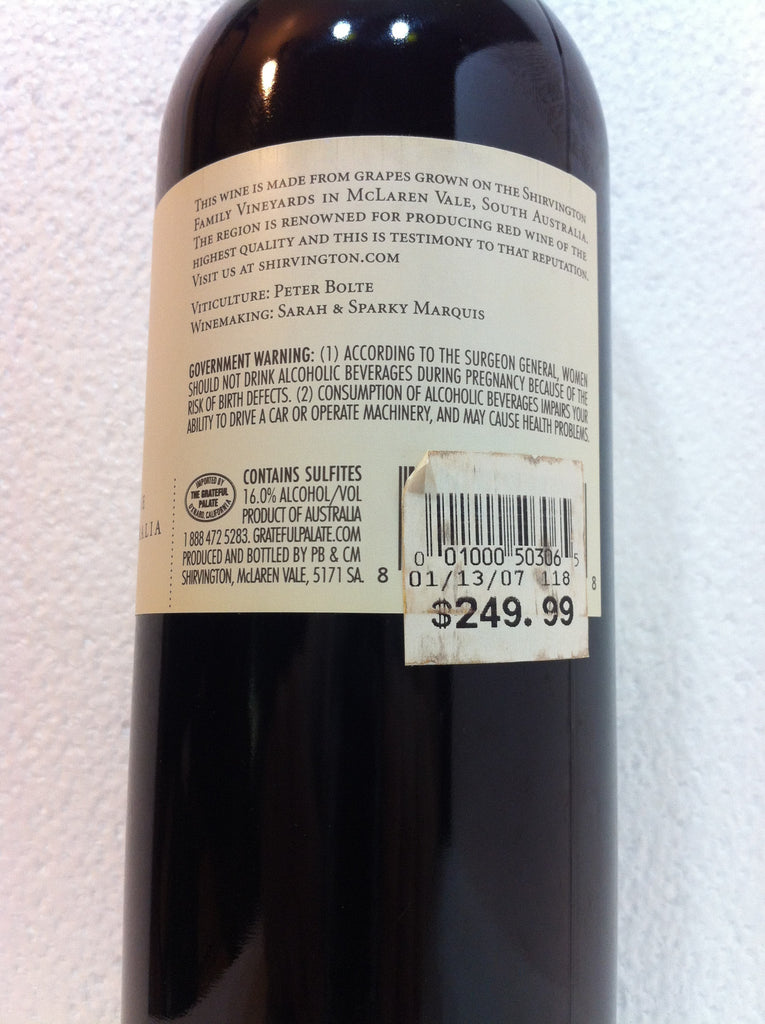 This wine is made from grapes grown on the Shirvington
Family Vineyards in McLaren Vale, South Australia.
The region is renowned for producing red wine of the
highest quality and this is testimony to that reputation.
Visit us at shirvington.com
Viticulture: Peter Bolte
Winemaking: Sarah & Sparky Marquis
GOVERNMENT WARNING: (1) ACCORDING TO THE SURGEON GENERAL, WOMEN
SHOULD NOT DRINK ALCOHOLIC BEVERAGES DURING PREGNANCY BECAUSE OF THE
RISK OF BIRTH DEFECTS. (2) CONSUMPTION OF ALCOHOLIC BEVERAGES IMPAIRS YOUR
ABILITY TO DRIVE A CAR OR OPERATE MACHINERY, AND MAY CAUSE HEALTH PROBLEMS.
IMPORTED BY
THE GRATEFUL
PALATE
OXNARD, CALIFORNIA
CONTAINS SULFITES
16.0% ALCOHOL/VOL
PRODUCT OF AUSTRALIA
1 888 472 5283. GRATEFULPALATE.COM
PRODUCED AND BOTTLED BY PB & CM
SHIRVINGTON, McLAREN VALE, 5171 SA.
E
ALIA
8 8
0 01000 50306 5
01/13/07 118
$249.99